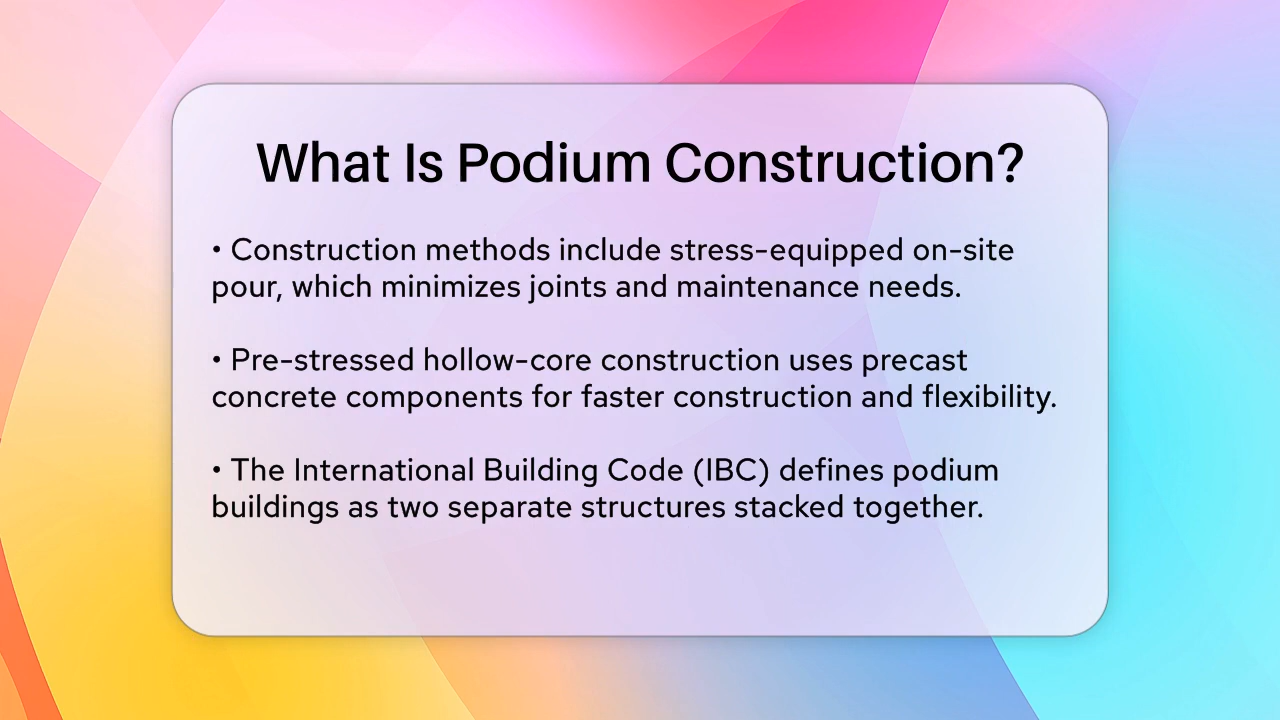 What Is Podium Construction?
• Construction methods include stress-equipped on-site
pour, which minimizes joints and maintenance needs.
• Pre-stressed hollow-core construction uses precast
concrete components for faster construction and flexibility.
• The International Building Code (IBC) defines podium
buildings as two separate structures stacked together.